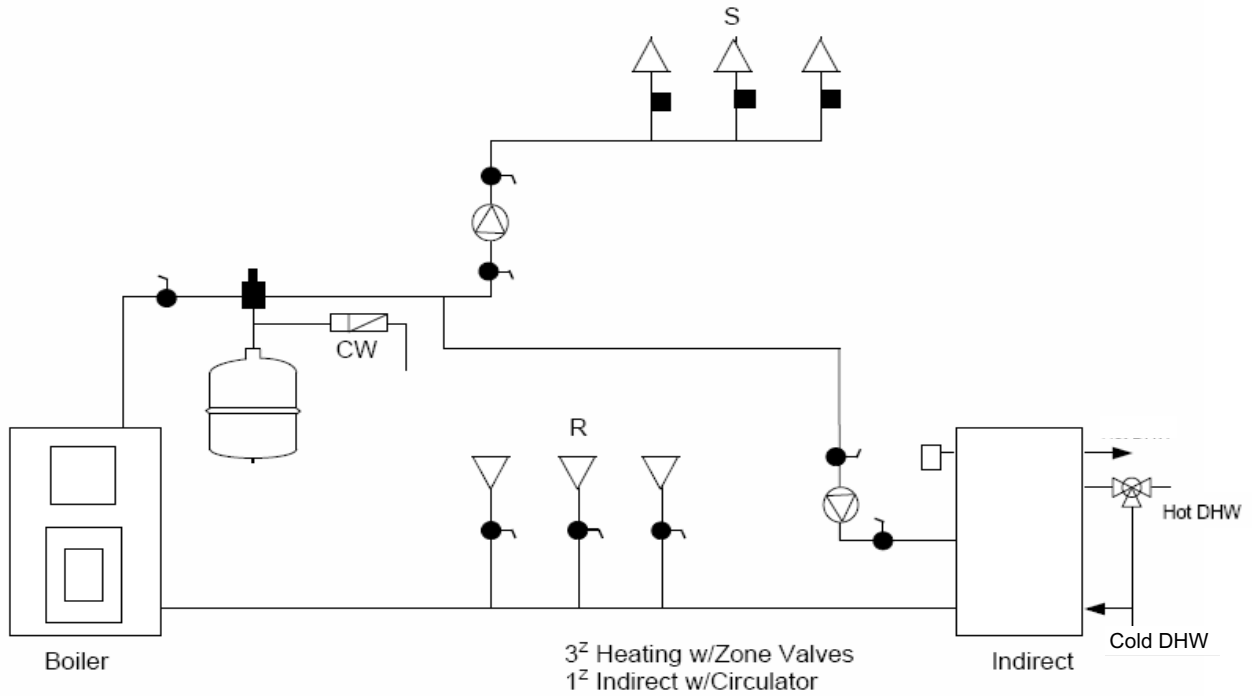 S
CW
R
Hot DHW
Cold DHW
Boiler
3Z Heating w/Zone Valves
1Z Indirect w/Circulator
Indirect